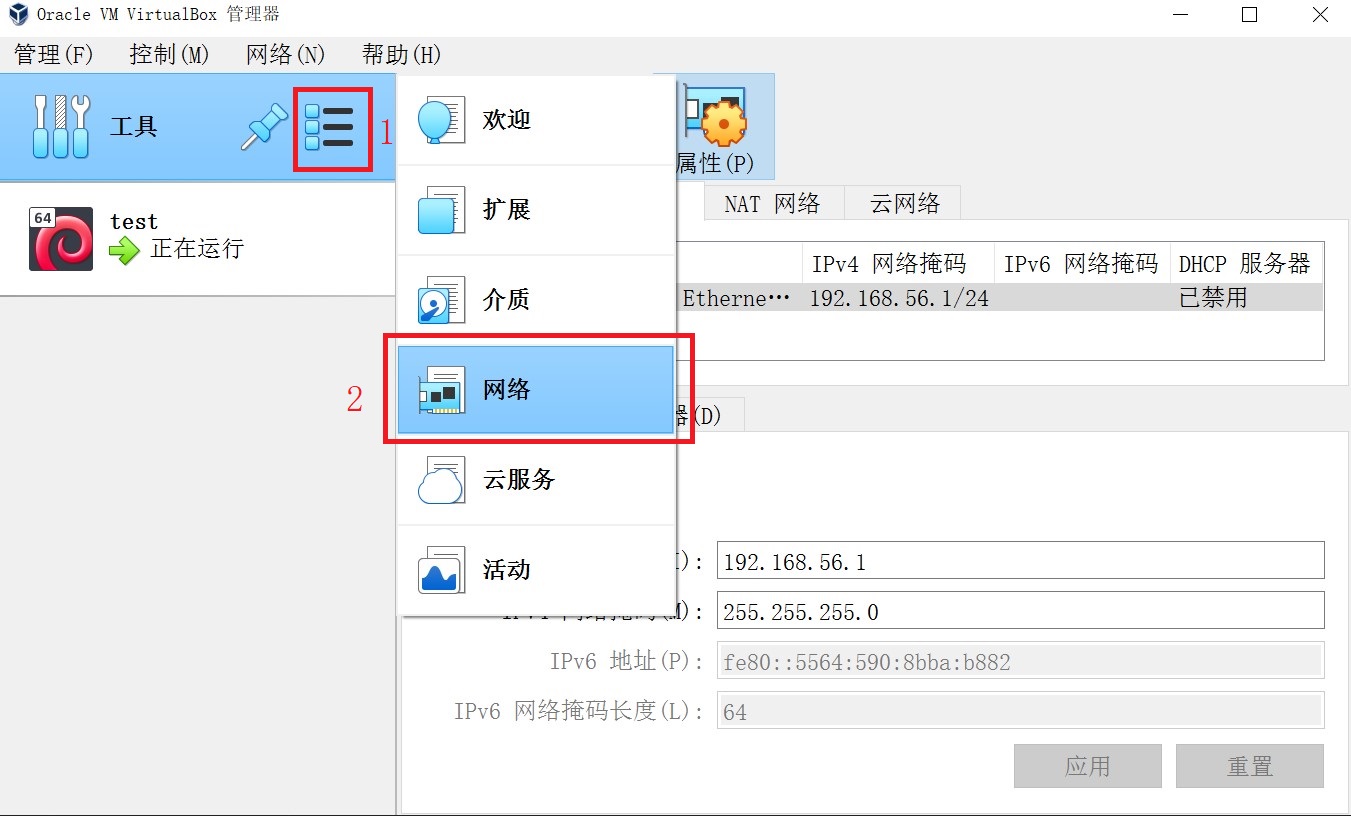 Oracle VM VirtualBox 管理器
管理(F) 控制(M) 网络(N) 帮助(H)
工具
1
64
test
正在运行
欢迎
扩展
介质
2
网络
云服务
活动
属性(P)
NAT 网络 云网络
IPv4 网络掩码 IPv6 网络掩码 DHCP 服务器
Etherne… 192.168.56.1/24 已禁用
器(D)
): 192.168.56.1
IPv4 网络掩码(M): 255.255.255.0
IPv6 地址(P): fe80::5564:590:8bba:b882
IPv6 网络掩码长度(L): 64
应用 重置